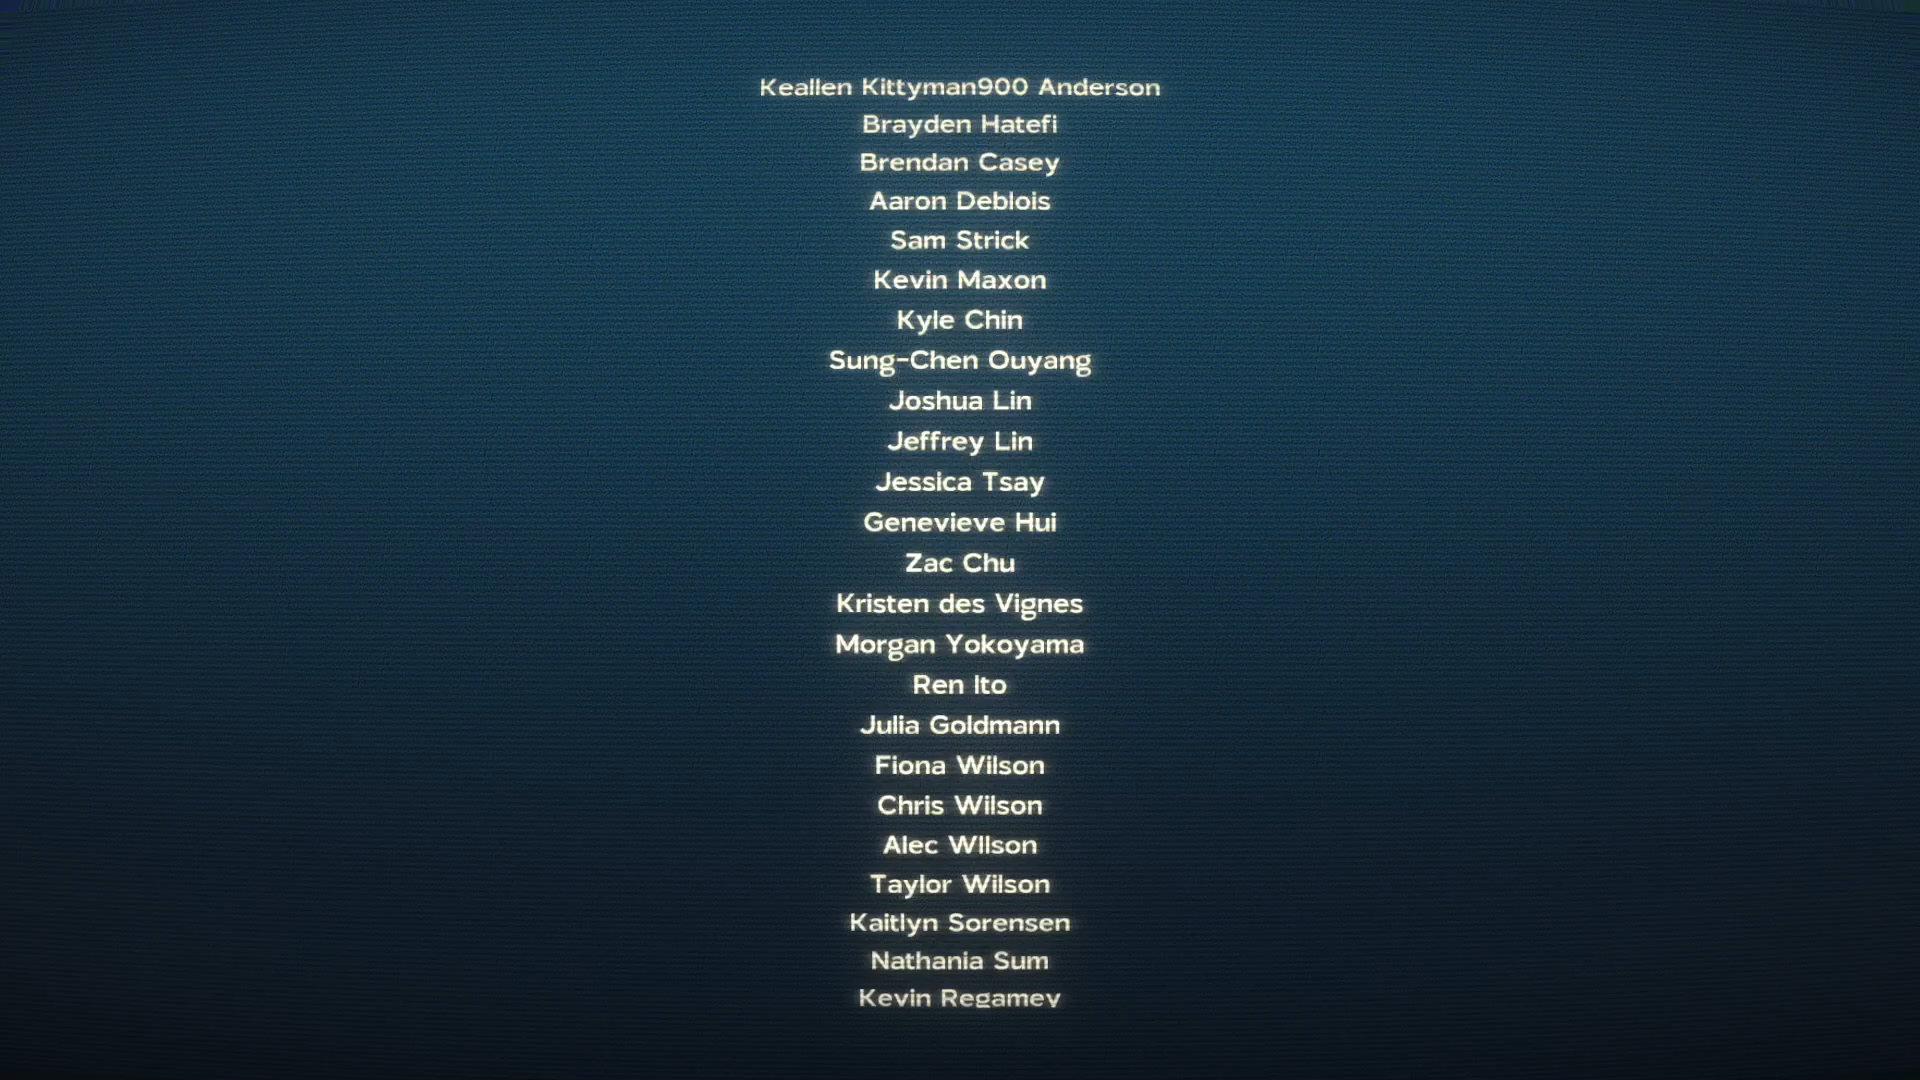 Keallen Kittyman900 Anderson
Brayden Hatefi
Brendan Casey
Aaron Deblois
Sam Strick
Kevin Maxon
Kyle Chin
Sung-Chen Ouyang
Joshua Lin
Jeffrey Lin
Jessica Tsay
Genevieve Hui
Zac Chu
Kristen des Vignes
Morgan Yokoyama
Ren Ito
Julia Goldmann
Fiona Wilson
Chris Wilson
Alec WIlson
Taylor Wilson
Kaitlyn Sorensen
Nathania Sum
Kevin Regamey